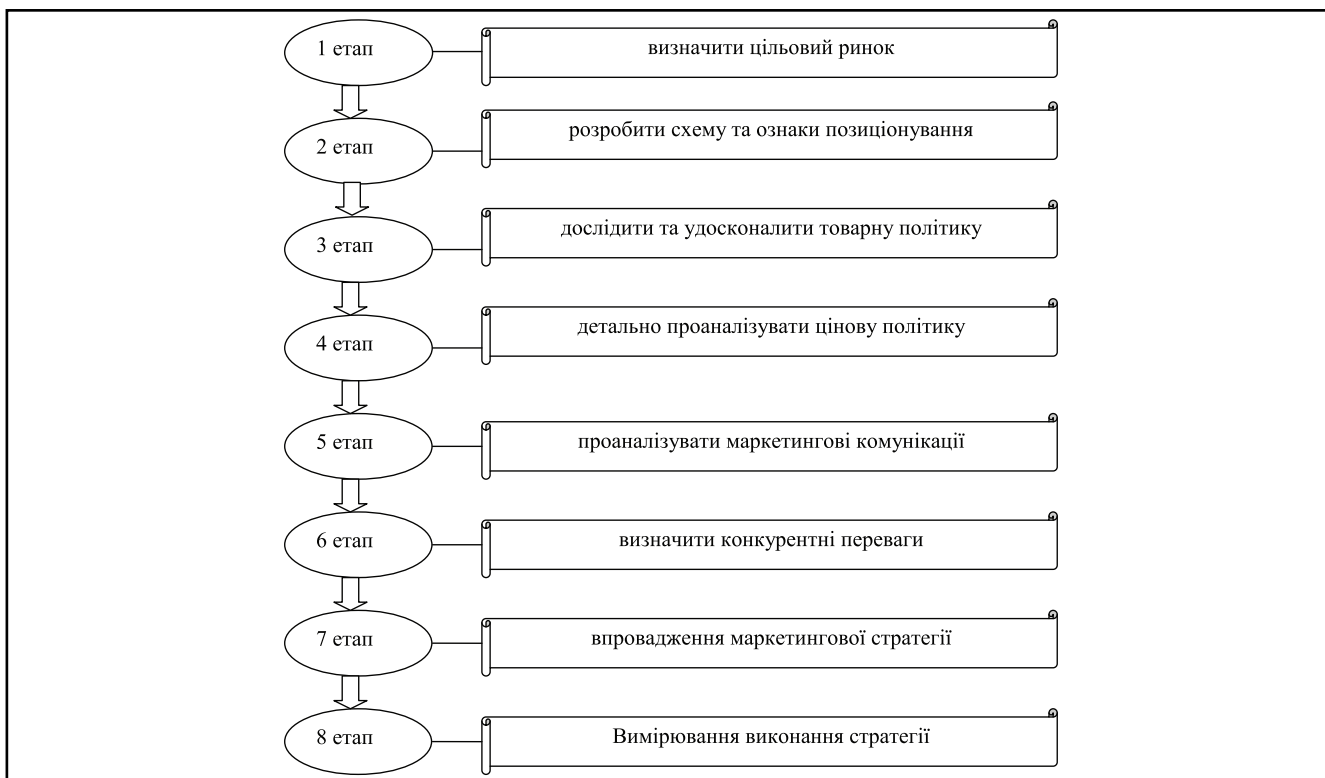 1 етап
визначити цільовий ринок
2 етап
розробити схему та ознаки позиціонування
3 етап
дослідити та удосконалити товарну політику
4 етап
детально проаналізувати цінову політику
5 етап
проаналізувати маркетингові комунікації
6 етап
визначити конкурентні переваги
7 етап
впровадження маркетингової стратегії
8 етап
Вимірювання виконання стратегії